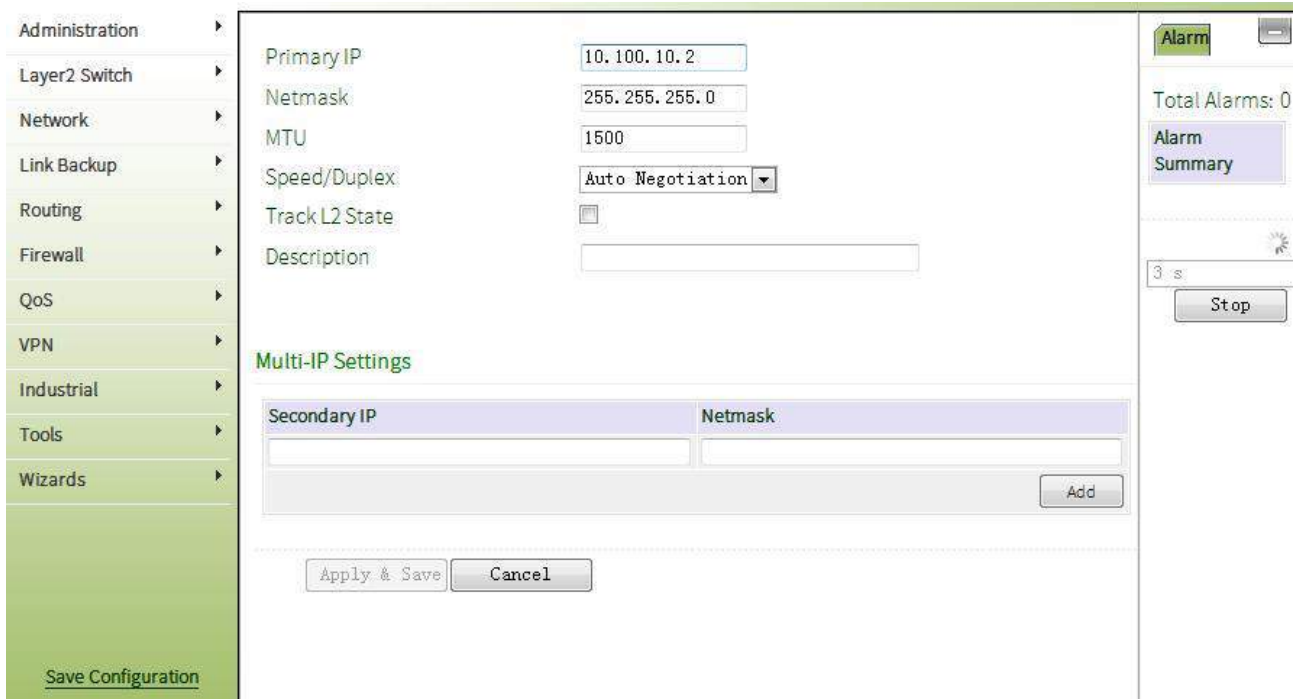 Administration
Layer2 Switch
Network
Link Backup
Routing
Firewall
QoS
VPN
Industrial
Tools
Wizards
Save Configuration
Primary IP 10.100.10.2
Netmask 255.255.255.0
MTU 1500
Speed/Duplex Auto Negotiation
Track L2 State
Description
Multi-IP Settings
Secondary IP Netmask
Add
Apply & Save Cancel
Alarm
Total Alarms: 0
Alarm
Summary
3 s
Stop